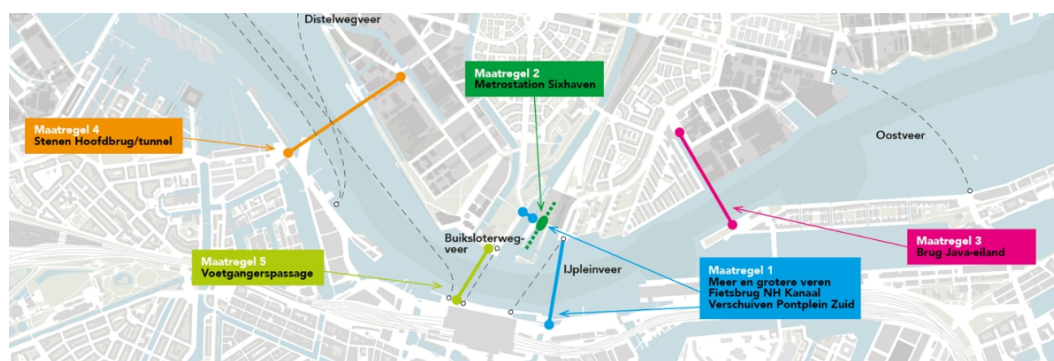 Distelwegveer
Maatregel 2
Metrostation Sixhaven
Maatregel 4
Stenen Hoofdbrug/tunnel
Oostveer
Buiksloterweg-
veer
Maatregel 5
Voetgangerspassage
IJpleinveer
Maatregel 1
Meer en grotere veren
Fietsbrug NH Kanaal
Verschuiven Pontplein Zuid
Maatregel 3
Brug Java-eiland